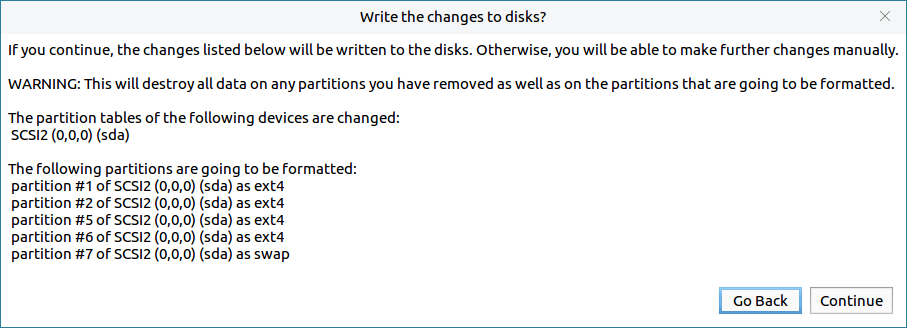 Write the changes to disks?
If you continue, the changes listed below will be written to the disks. Otherwise, you will be able to make further changes manually.
WARNING: This will destroy all data on any partitions you have removed as well as on the partitions that are going to be formatted.
The partition tables of the following devices are changed:
SCSI2 (0,0,0) (sda)
The following partitions are going to be formatted:
partition #1 of SCSI2 (0,0,0) (sda) as ext4
partition #2 of SCSI2 (0,0,0) (sda) as ext4
partition #5 of SCSI2 (0,0,0) (sda) as ext4
partition #6 of SCSI2 (0,0,0) (sda) as ext4
partition #7 of SCSI2 (0,0,0) (sda) as swap
Go Back Continue